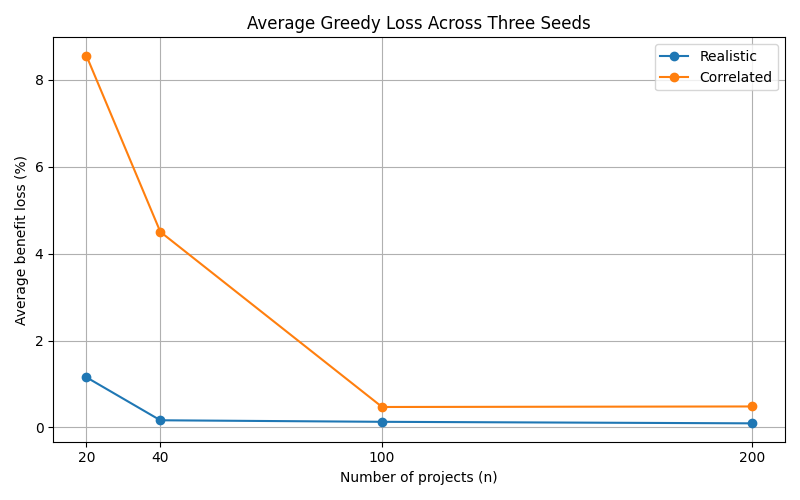 Average Greedy Loss Across Three Seeds
Realistic
Correlated
Average benefit loss (%)
8
6
4
2
0
20 40 100 200
Number of projects (n)